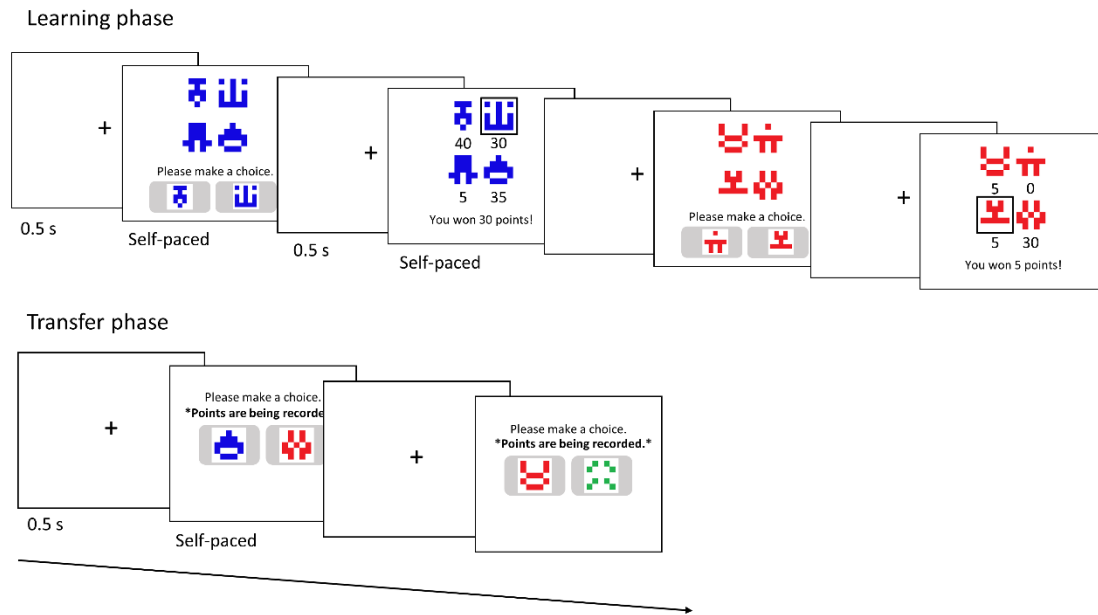 Learning phase
+
Please make a choice.
0.5 s
Self-paced
+
0.5 s
40 30
5 35
You won 30 points!
Self-paced
+
Please make a choice.
+
5 0
5 30
You won 5 points!
Transfer phase
+
0.5 s
Please make a choice.
*Points are being recorde
Self-paced
+
Please make a choice.
*Points are being recorded.*